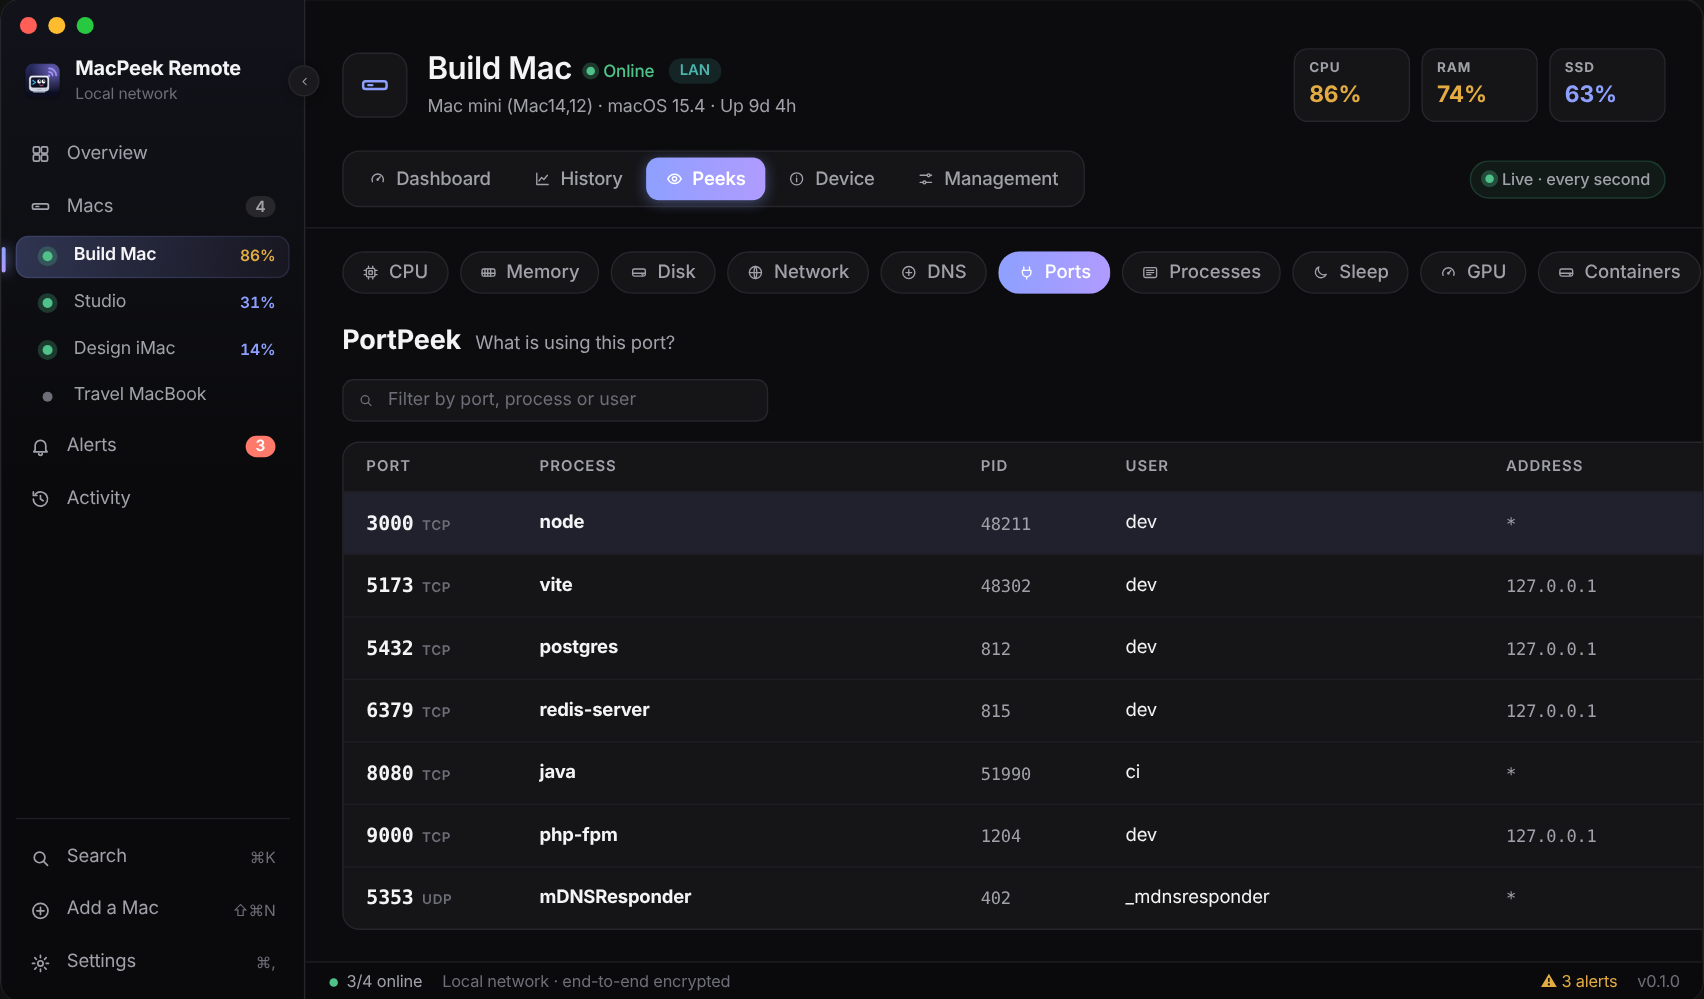 MacPeek Remote
Local network
Overview
Macs 4
Build Mac 86%
Studio 31%
Design iMac 14%
Travel MacBook
Alerts 3
Activity
Search ⌘K
Add a Mac ⇧⌘N
Settings ⌘,
Build Mac Online LAN
Mac mini (Mac14,12) · macOS 15.4 · Up 9d 4h
CPU RAM SSD
86% 74% 63%
Dashboard History Peeks Device Management
Live · every second
CPU Memory Disk Network DNS Ports Processes Sleep GPU Containers
PortPeek What is using this port?
Filter by port, process or user
PORT PROCESS PID USER ADDRESS
3000 TCP node 48211 dev *
5173 TCP vite 48302 dev 127.0.0.1
5432 TCP postgres 812 dev 127.0.0.1
6379 TCP redis-server 815 dev 127.0.0.1
8080 TCP java 51990 ci *
9000 TCP php-fpm 1204 dev 127.0.0.1
5353 UDP mDNSResponder 402 _mdnsresponder *
3/4 online Local network · end-to-end encrypted 3 alerts v0.1.0